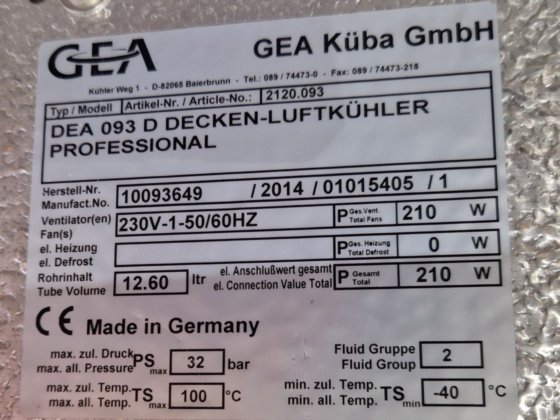 GEA GEA Küba GmbH
Kühler Weg 1 - D-82065 Baierbrunn - Tel.: 089 / 74473-0 - Fax: 089 / 74473-218
Typ / Modell Artikel-Nr. / Article-No.: 2120.093
DEA 093 D DECKEN-LUFTKÜHLER
PROFESSIONAL
Herstell-Nr.
Manufact.No. 10093649 / 2014 / 01015405 / 1
Ventilator(en)
Fan(s) 230V-1-50/60HZ P Ges.Vent. Total Fans 210 W
el. Heizung
el. Defrost P Ges. Heizung Total Defrost 0 W
Rohrinhalt
Tube Volume 12.60 ltr el. Anschlußwert gesamt
el. Connection Value Total P Gesamt Total 210 W
CE Made in Germany
max. zul. Druck
max. all. Pressure PS max 32 bar
Fluid Gruppe
Fluid Group 2
max. zul. Temp.
max. all. Temp. TS max 100 °C
min. zul. Temp.
min. all. Temp. TS min -40 °C